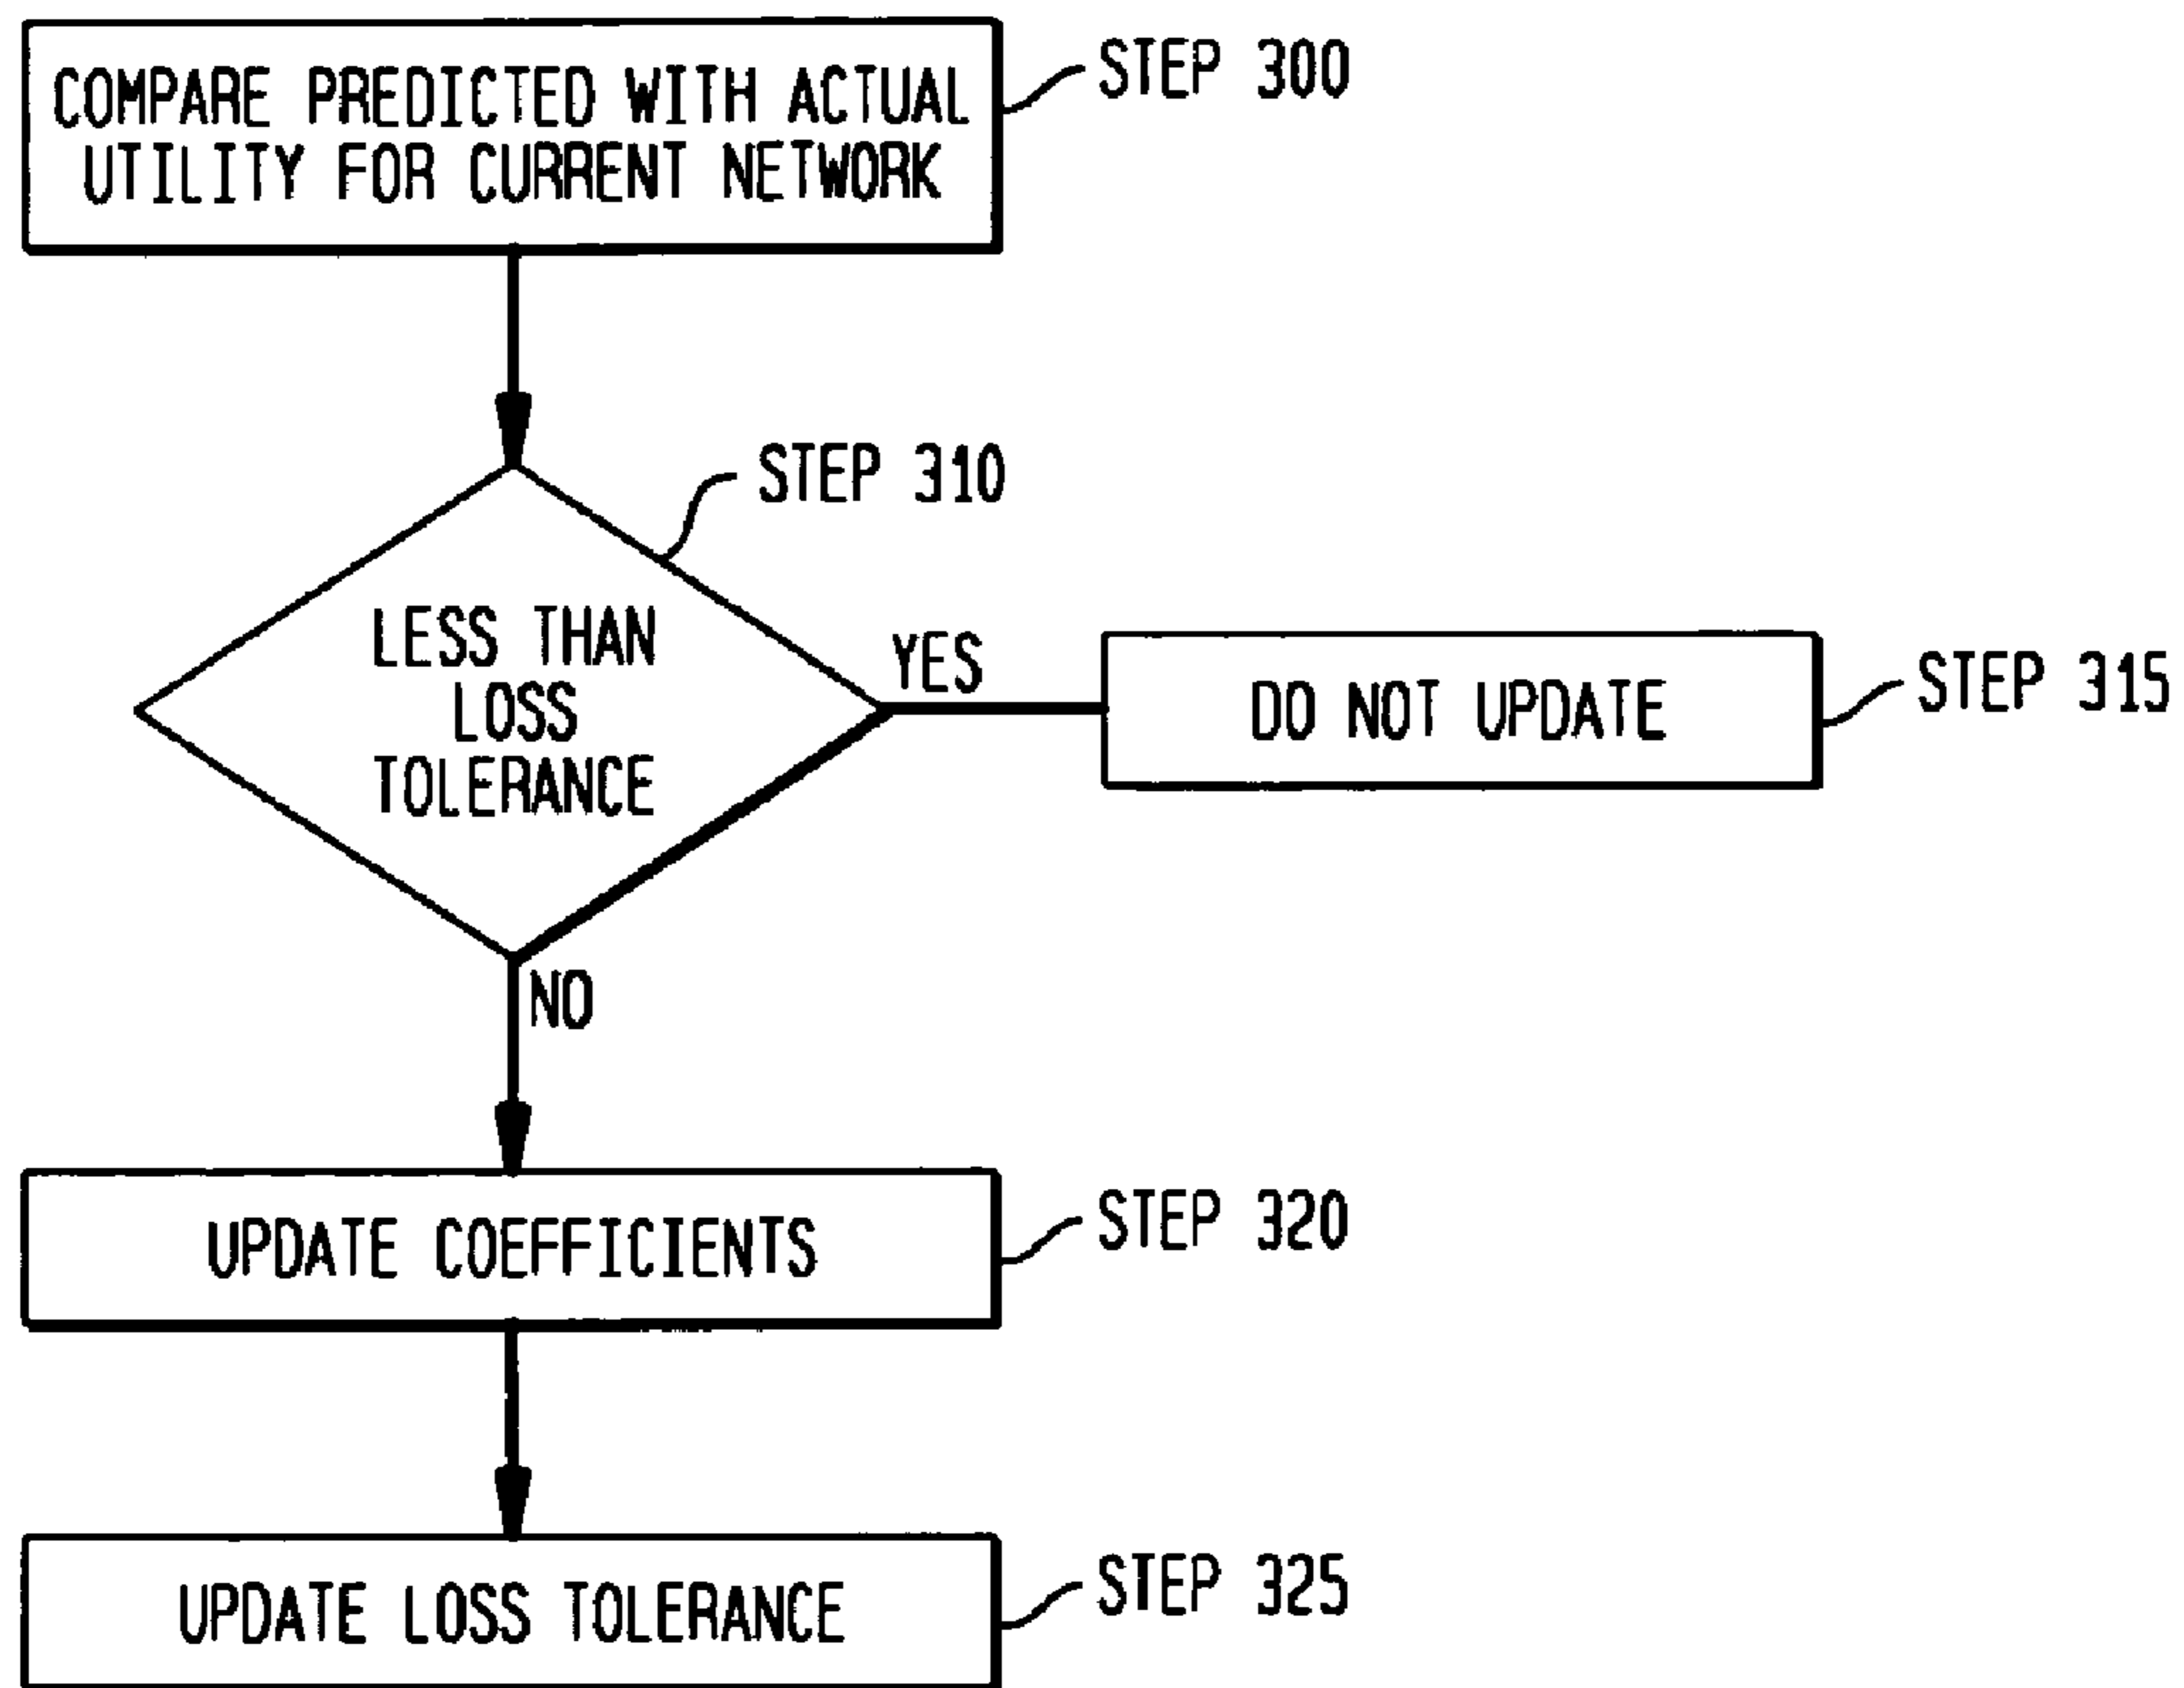 COMPARE PREDICTED WITH ACTUAL
UTILITY FOR CURRENT NETWORK
STEP 300
STEP 310
LESS THAN
LOSS
TOLERANCE
YES
DO NOT UPDATE
STEP 315
NO
UPDATE COEFFICIENTS
STEP 320
UPDATE LOSS TOLERANCE
STEP 325